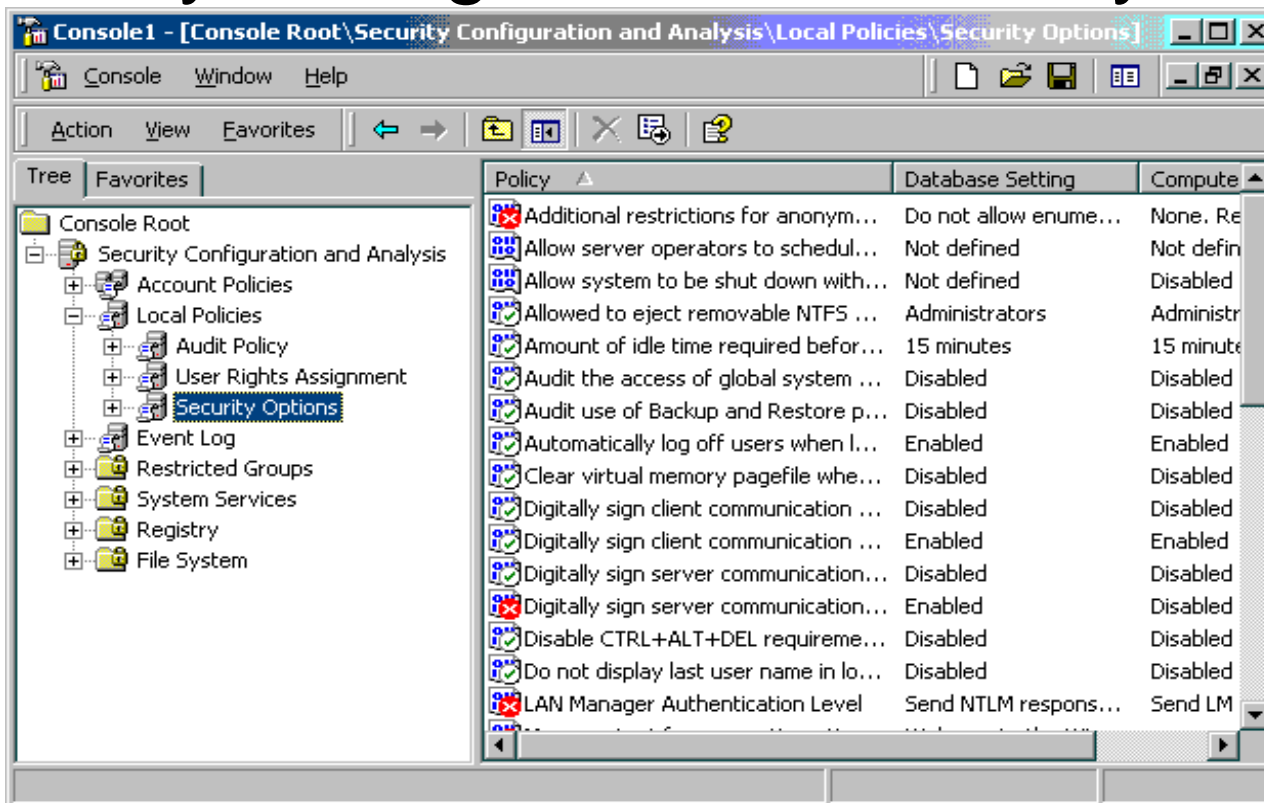 Console1 - [Console Root\Security Configuration and Analysis\Local Policies\Security Options]
Console Window Help
Action View Favorites
Tree Favorites
Policy Database Setting Compute
Console Root
Security Configuration and Analysis
Account Policies
Local Policies
Audit Policy
User Rights Assignment
Security Options
Event Log
Restricted Groups
System Services
Registry
File System
Additional restrictions for anonym... Do not allow enume... None. Re
Allow server operators to schedul... Not defined Not defin
Allow system to be shut down with... Not defined Disabled
Allowed to eject removable NTFS ... Administrators Administr
Amount of idle time required befor... 15 minutes 15 minute
Audit the access of global system ... Disabled Disabled
Audit use of Backup and Restore p... Disabled Disabled
Automatically log off users when l... Enabled Enabled
Clear virtual memory pagefile whe... Disabled Disabled
Digitally sign client communication ... Disabled Disabled
Digitally sign client communication ... Enabled Enabled
Digitally sign server communication... Disabled Disabled
Digitally sign server communication... Enabled Disabled
Disable CTRL+ALT+DEL requireme... Disabled Disabled
Do not display last user name in lo... Disabled Disabled
LAN Manager Authentication Level Send NTLM respons... Send LM